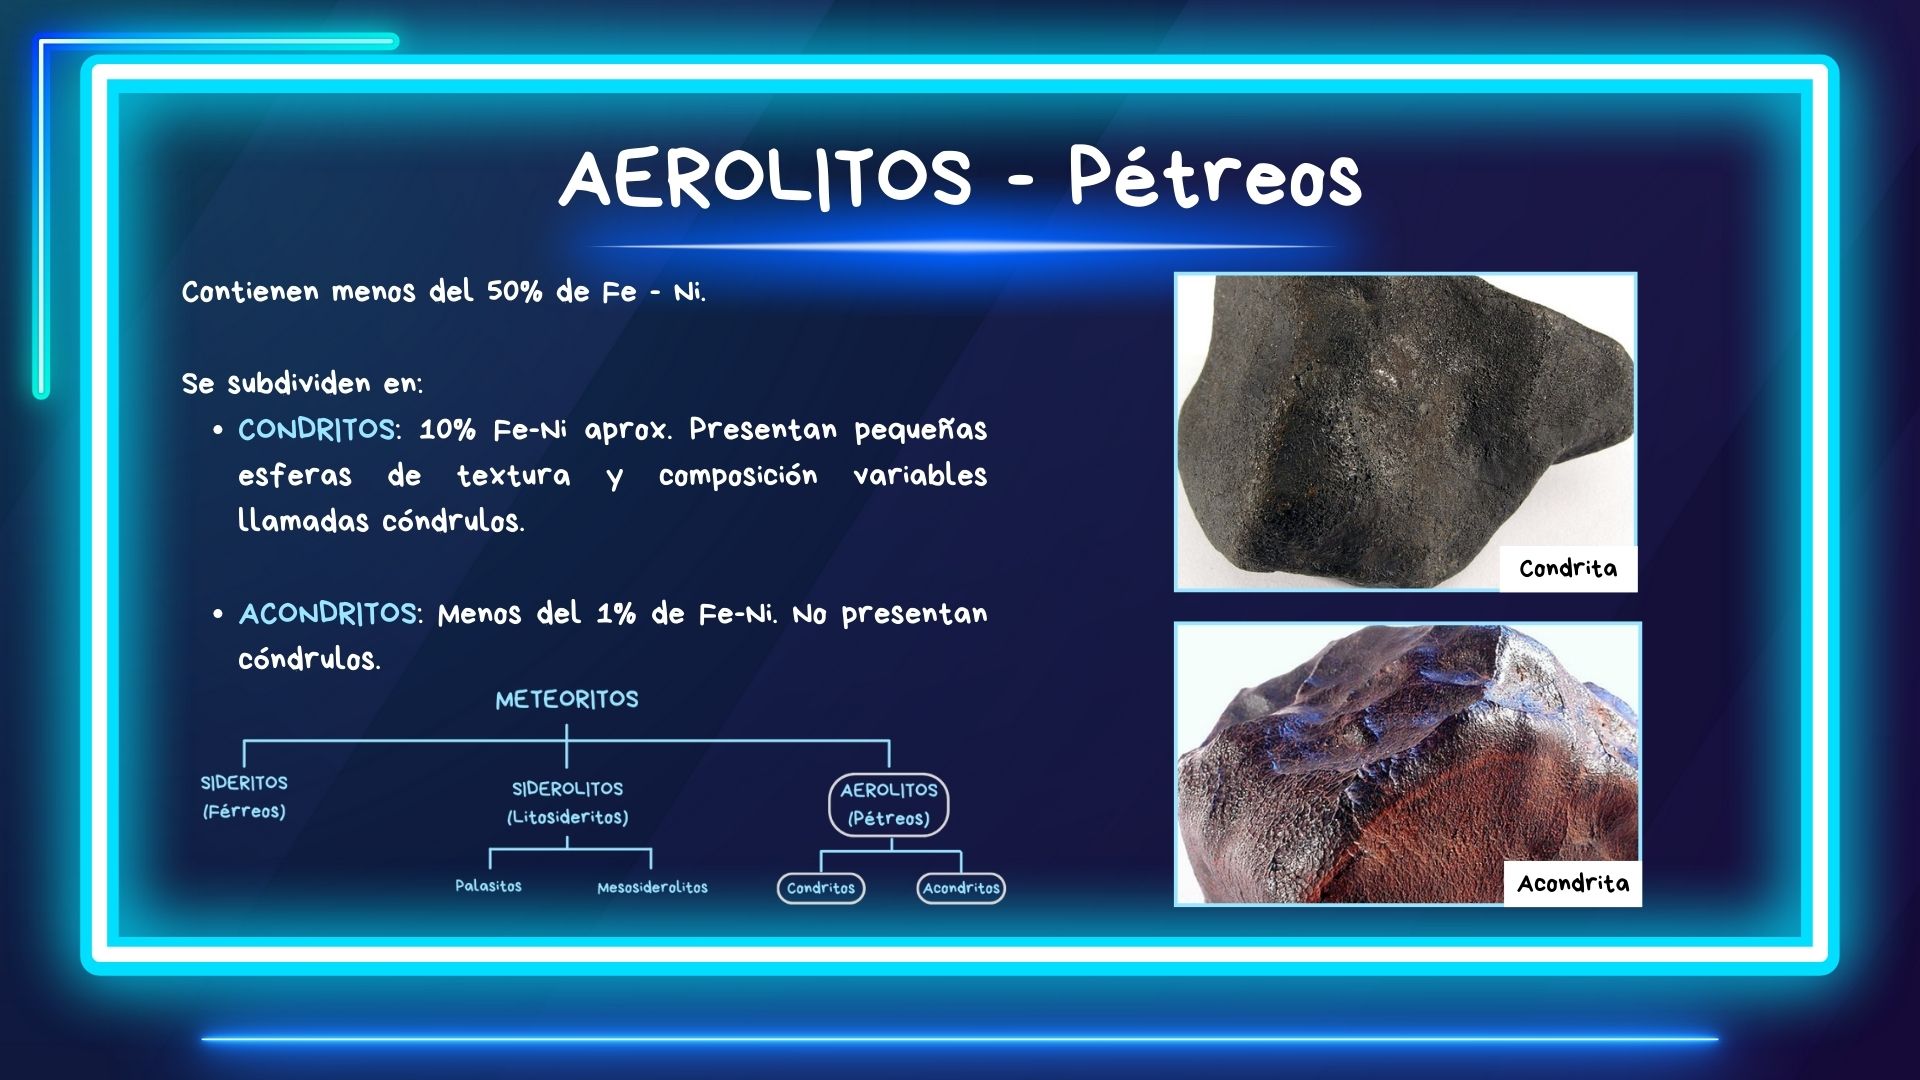 AEROLITOS - Pétreos
Contienen menos del 50% de Fe - Ni.
Se subdividen en:
• CONDRITOS: 10% Fe-Ni aprox. Presentan pequeñas
esferas de textura y composición variables
llamadas cóndrulos.
• ACONDRITOS: Menos del 1% de Fe-Ni. No presentan
cóndrulos.
METEORITOS
SIDERITOS
(Férreos)
SIDEROLITOS
(Litosideritos)
AEROLITOS
(Pétreos)
Palasitos
Mesosiderolitos
Condritos
Acondritos
Condrita
Acondrita